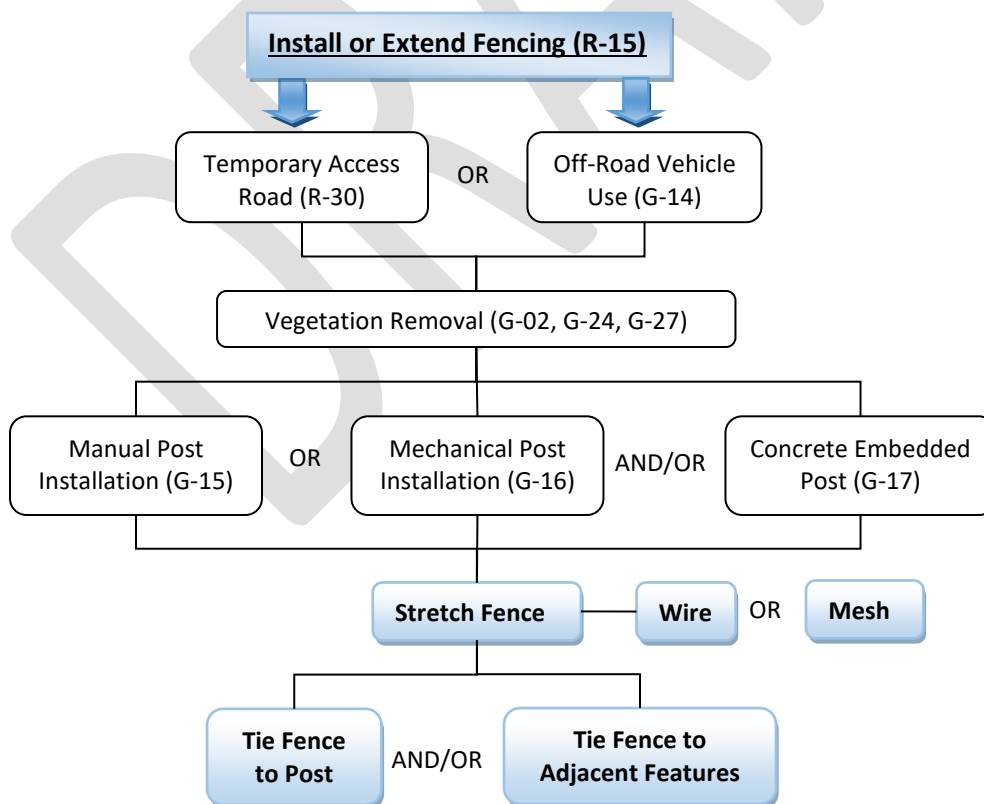 Install or Extend Fencing (R-15)
Temporary Access
Road (R-30)
OR
Off-Road Vehicle
Use (G-14)
Vegetation Removal (G-02, G-24, G-27)
Manual Post
Installation (G-15)
OR
Mechanical Post
Installation (G-16)
AND/OR
Concrete Embedded
Post (G-17)
Stretch Fence
Wire
OR
Mesh
Tie Fence
to Post
AND/OR
Tie Fence to
Adjacent Features